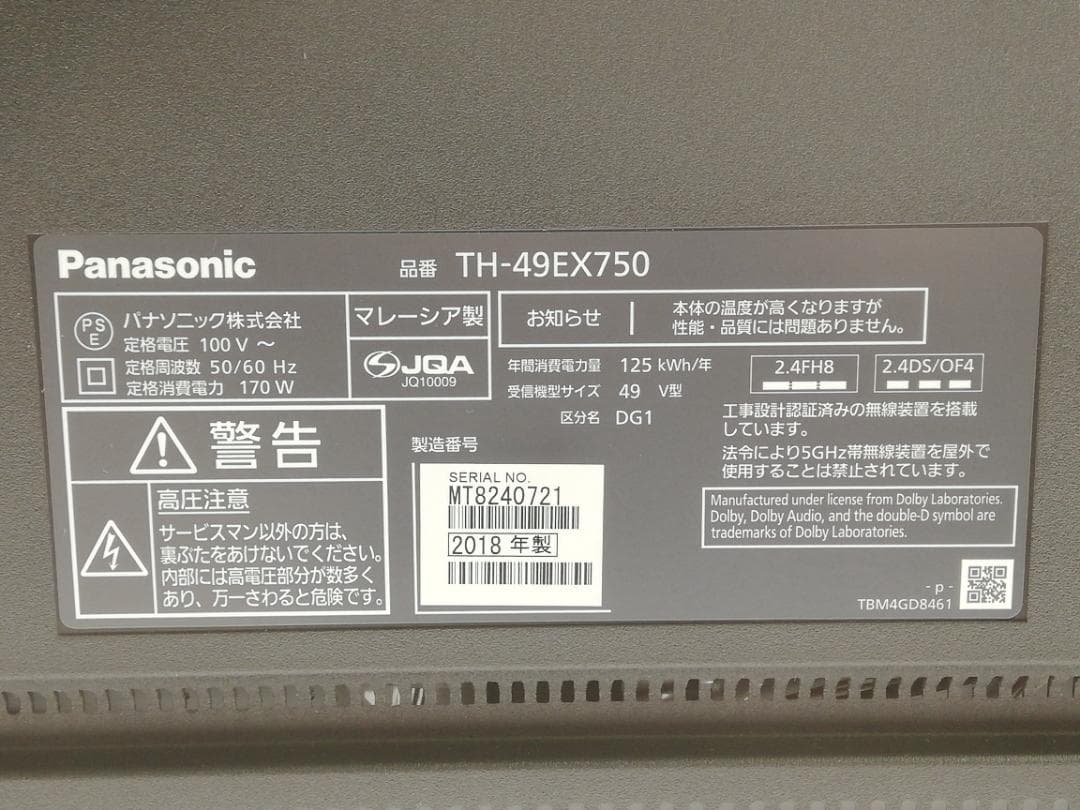 Panasonic
品番 TH-49EX750
PS
E
パナソニック株式会社
定格電圧 100 V ~
定格周波数 50/60 Hz
定格消費電力 170 W
マレーシア製
JQA
JQ10009
お知らせ
本体の温度が高くなりますが
性能・品質には問題ありません。
年間消費電力量 125 kWh/年
受信機型サイズ 49 V型
区分名 DG1
2.4FH8
2.4DS/OF4
工事設計認証済みの無線装置を搭載
しています。
法令により5GHz帯無線装置を屋外で
使用することは禁止されています。
警告
高圧注意
サービスマン以外の方は、
裏ぶたをあけないでください。
内部には高電圧部分が数多く
あり、万一さわると危険です。
製造番号
SERIAL NO.
MT8240721
2018 年製
Manufactured under license from Dolby Laboratories.
Dolby, Dolby Audio, and the double-D symbol are
trademarks of Dolby Laboratories.
- p -
TBM4GD8461